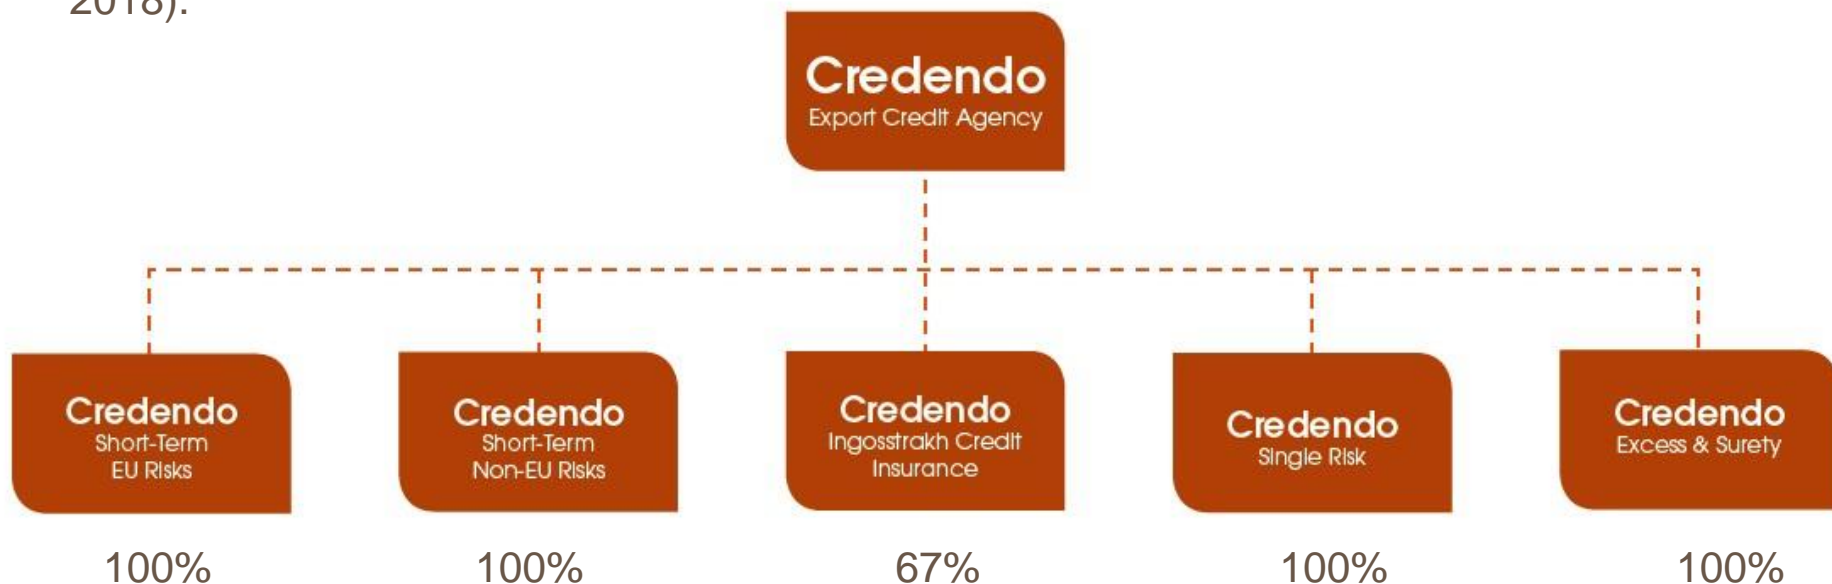 2018).
Credendo
Export Credit Agency
Credendo
Short-Term
EU Risks
Credendo
Short-Term
Non-EU Risks
Credendo
Ingosstrakh Credit
Insurance
Credendo
Single Risk
Credendo
Excess & Surety
100%
100%
67%
100%
100%